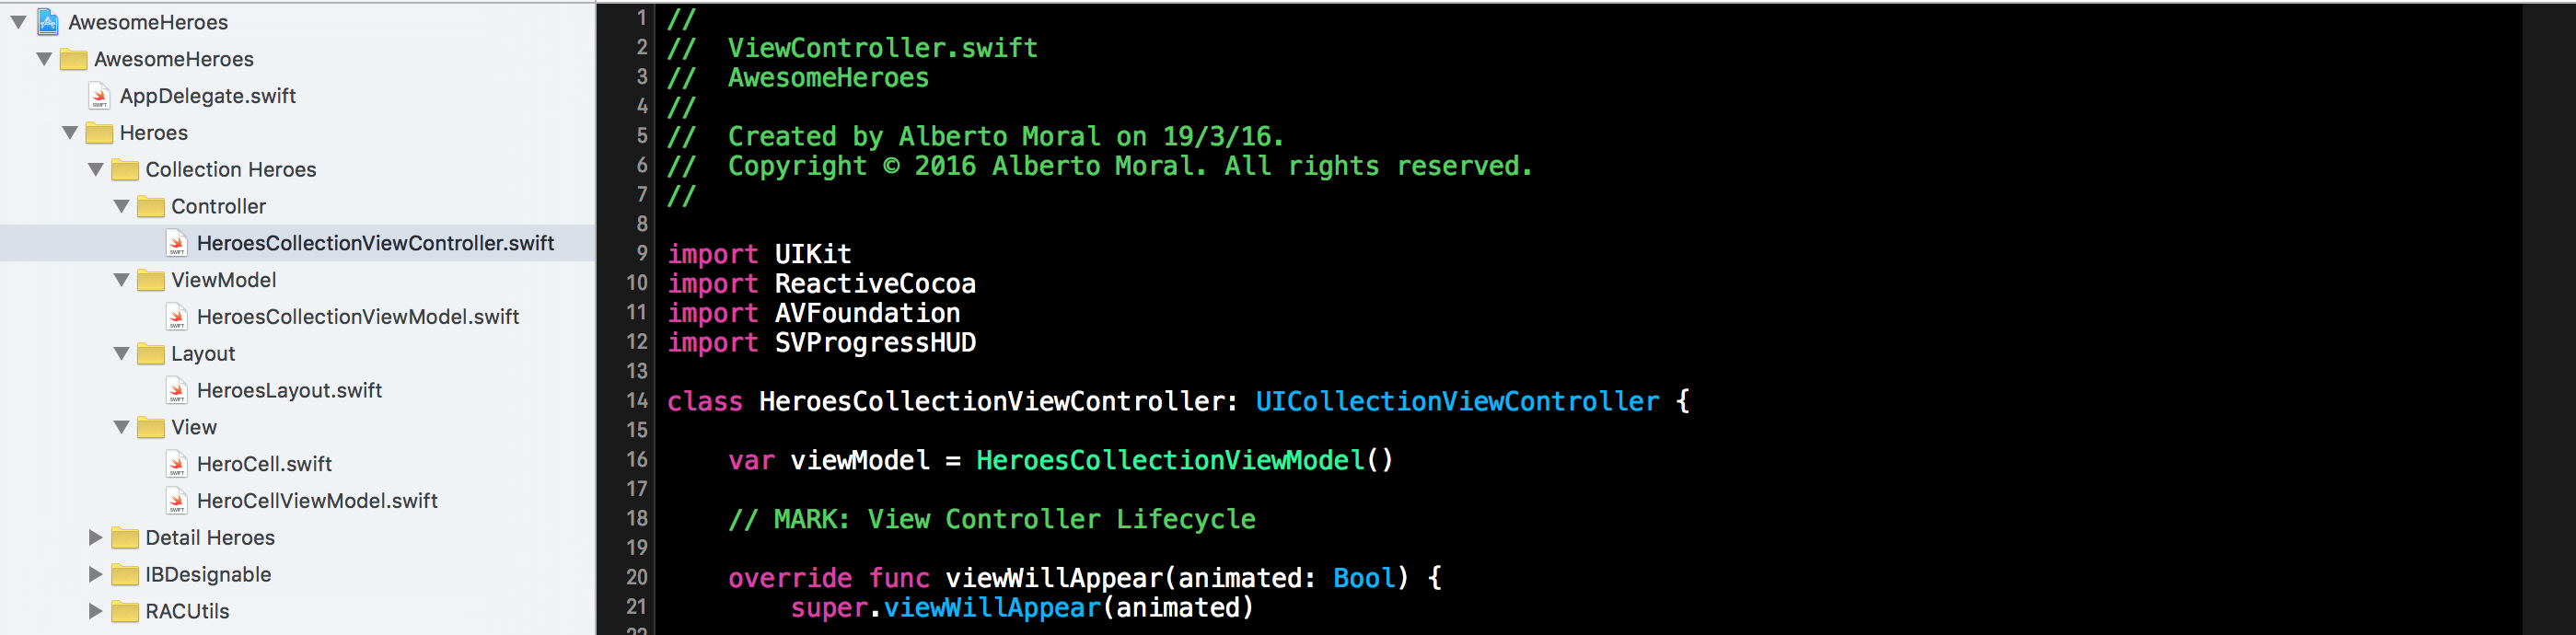 AwesomeHeroes
AwesomeHeroes
AppDelegate.swift
Heroes
Collection Heroes
Controller
HeroesCollectionViewController.swift
ViewModel
HeroesCollectionViewModel.swift
Layout
HeroesLayout.swift
View
HeroCell.swift
HeroCellViewModel.swift
Detail Heroes
IBDesignable
RACUtils
1 //
2 //  ViewController.swift
3 //  AwesomeHeroes
4 //
5 //  Created by Alberto Moral on 19/3/16.
6 //  Copyright © 2016 Alberto Moral. All rights reserved.
7 //
8
9 import UIKit
10 import ReactiveCocoa
11 import AVFoundation
12 import SVProgressHUD
13
14 class HeroesCollectionViewController: UICollectionViewController {
15
16     var viewModel = HeroesCollectionViewModel()
17
18     // MARK: View Controller Lifecycle
19
20     override func viewWillAppear(animated: Bool) {
21         super.viewWillAppear(animated)